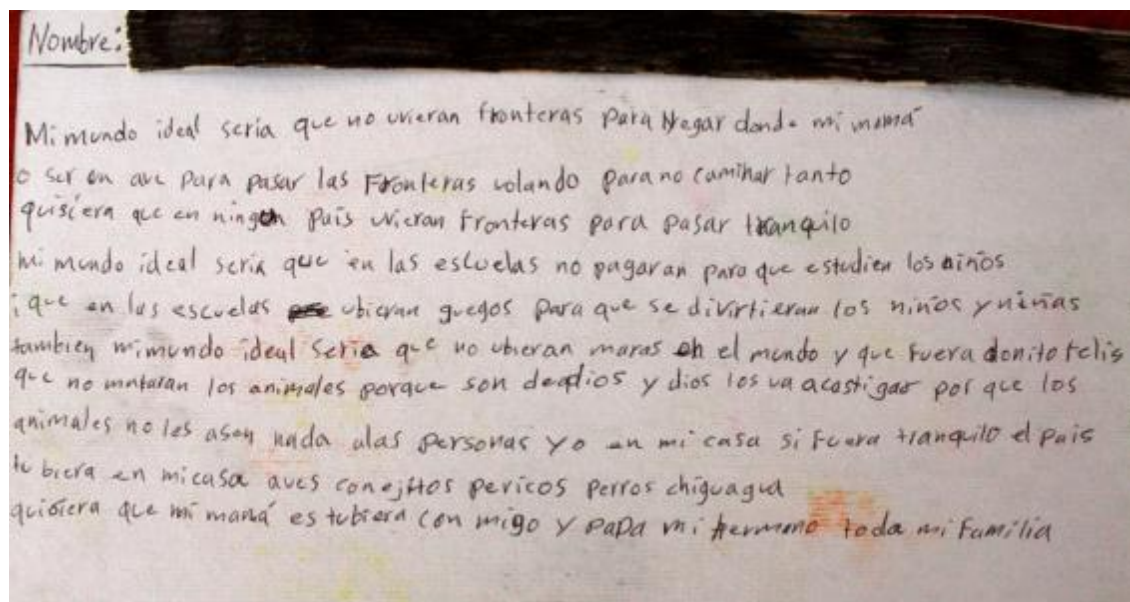 Nombre:
Mi mundo ideal seria que no uvieran fronteras para llegar donde mi mamá
o ser en ave para pasar las Fronteras volando para no caminar tanto
quisiera que en ningun pais uvieran fronteras para pasar tranquilo
mi mundo ideal seria que en las escuelas no pagaran para que estudien los niños
i que en las escuelas ubieran guegos para que se divirtieran los niños y niñas
tambien mi mundo ideal seria que no ubieran maras en el mundo y que fuera bonito felis
que no mataran los animales porque son de dios y dios los va acastigar por que los
animales no les asen nada alas personas yo en mi casa si fuera tranquilo el pais
tubiera en mi casa aves conejitos pericos perros chiguagua
quisiera que mi mamá es tubiera con migo y papa mi hermano toda mi familia